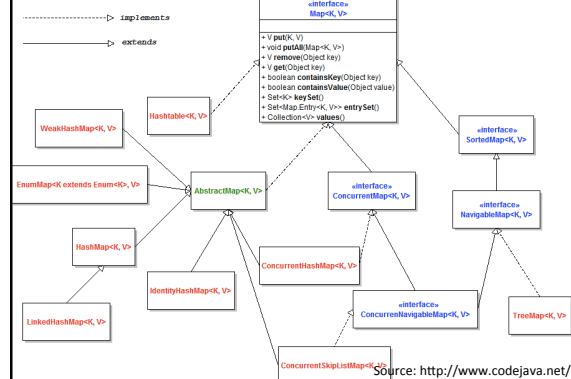 implements
extends
«interface»
Map<K, V>
+ V put(K, V)
+ void putAll(Map<K, V>)
+ V remove(Object key)
+ V get(Object key)
+ boolean containsKey(Object key)
+ boolean containsValue(Object value)
+ Set<K> keySet()
+ Set<Map.Entry<K, V>> entrySet()
+ Collection<V> values()
Hashtable<K, V>
WeakHashMap<K, V>
«interface»
SortedMap<K, V>
EnumMap<K extends Enum<K>, V>
AbstractMap<K, V>
«interface»
ConcurrentMap<K, V>
«interface»
NavigableMap<K, V>
HashMap<K, V>
ConcurrentHashMap<K, V>
IdentityHashMap<K, V>
LinkedHashMap<K, V>
«interface»
ConcurrenNavigableMap<K, V>
TreeMap<K, V>
ConcurrentSkipListMap<K, V>
Source: http://www.codejava.net/